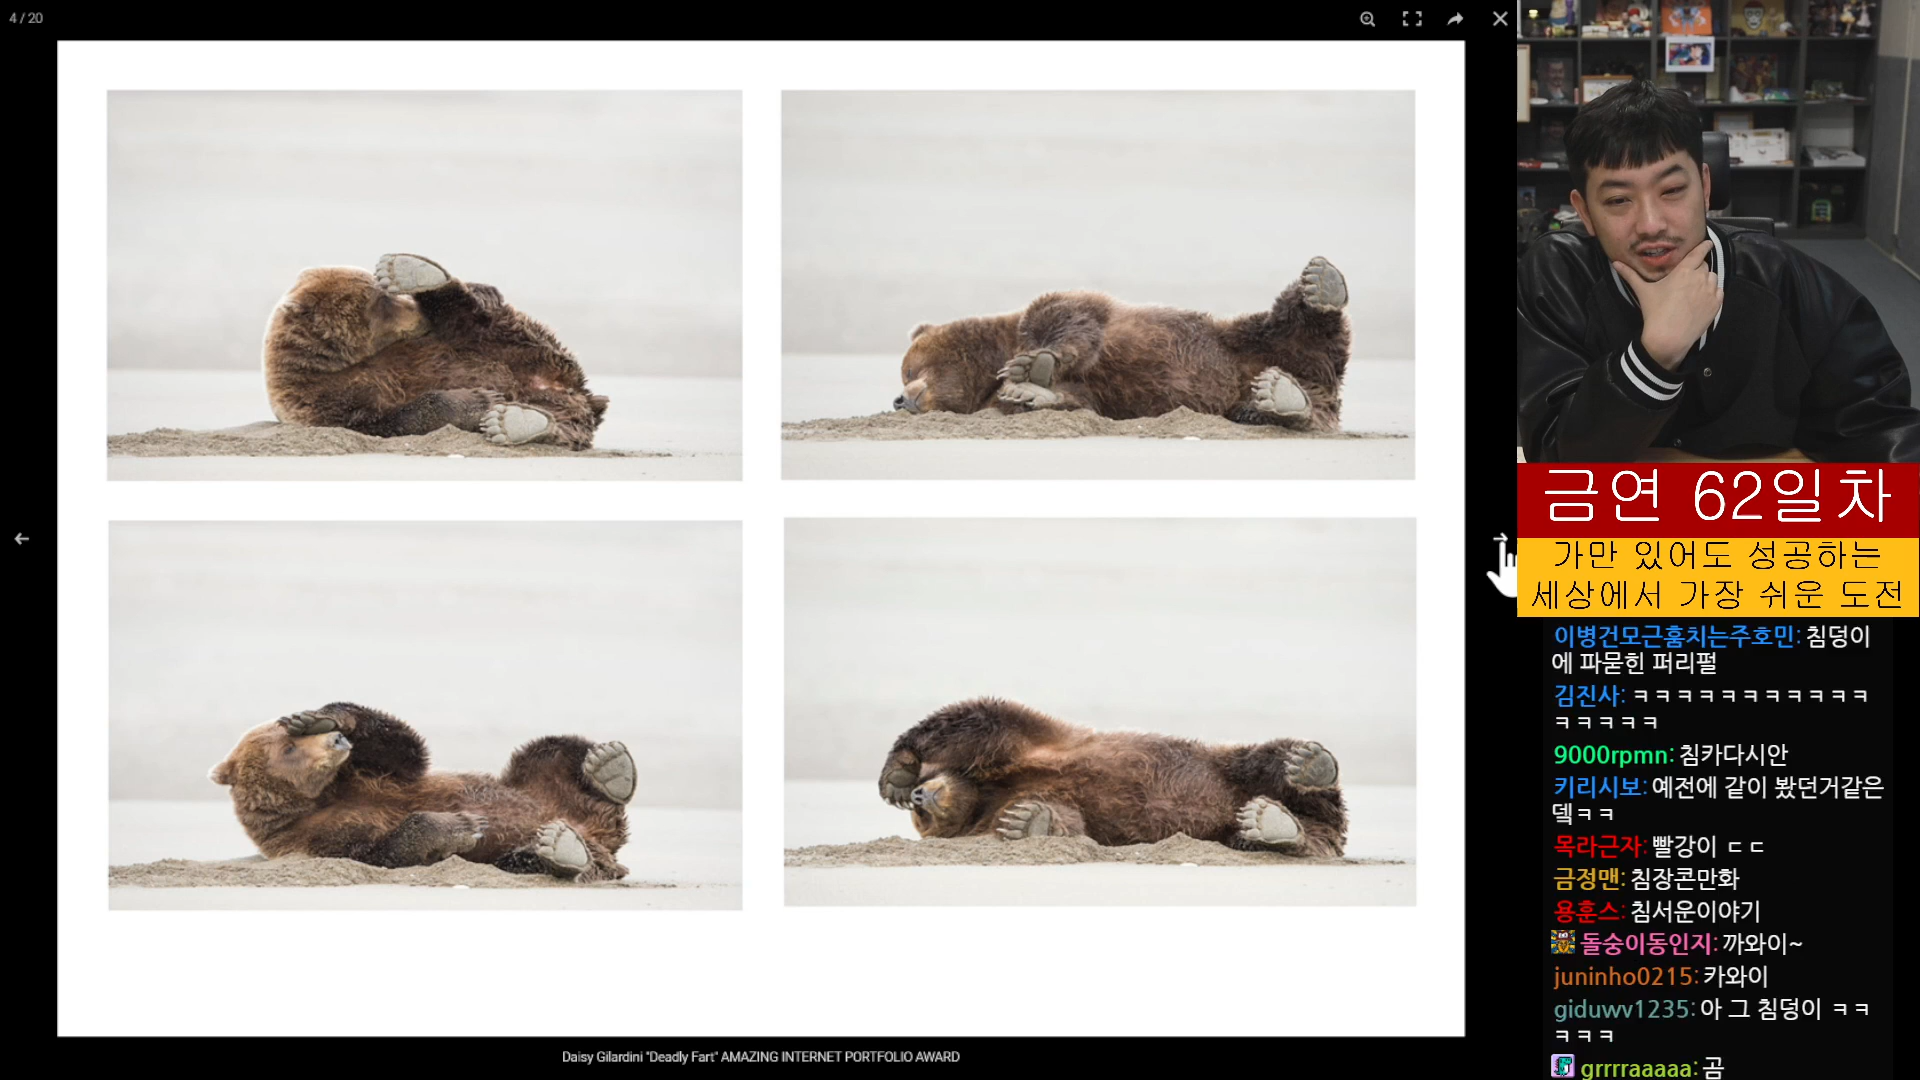 4 / 20
Daisy Gilardini "Deadly Fart" AMAZING INTERNET PORTFOLIO AWARD
금연 62일차
가만 있어도 성공하는
세상에서 가장 쉬운 도전
이병건모근훔치는주호민: 침덩이
에 파묻힌 퍼리펄
김진사: ㅋㅋㅋㅋㅋㅋㅋㅋㅋㅋㅋ
ㅋㅋㅋㅋㅋ
9000rpmn: 침카다시안
키리시보: 예전에 같이 봤던거같은
뎈ㅋㅋ
목라근자: 빨강이 ㄷㄷ
금정맨: 침장콘만화
용훈스: 침서운이야기
돌숭이동인지: 까와이~
juninho0215: 카와이
giduwv1235: 아 그 침덩이 ㅋㅋ
ㅋㅋㅋ
grrrraaaaa: 곰